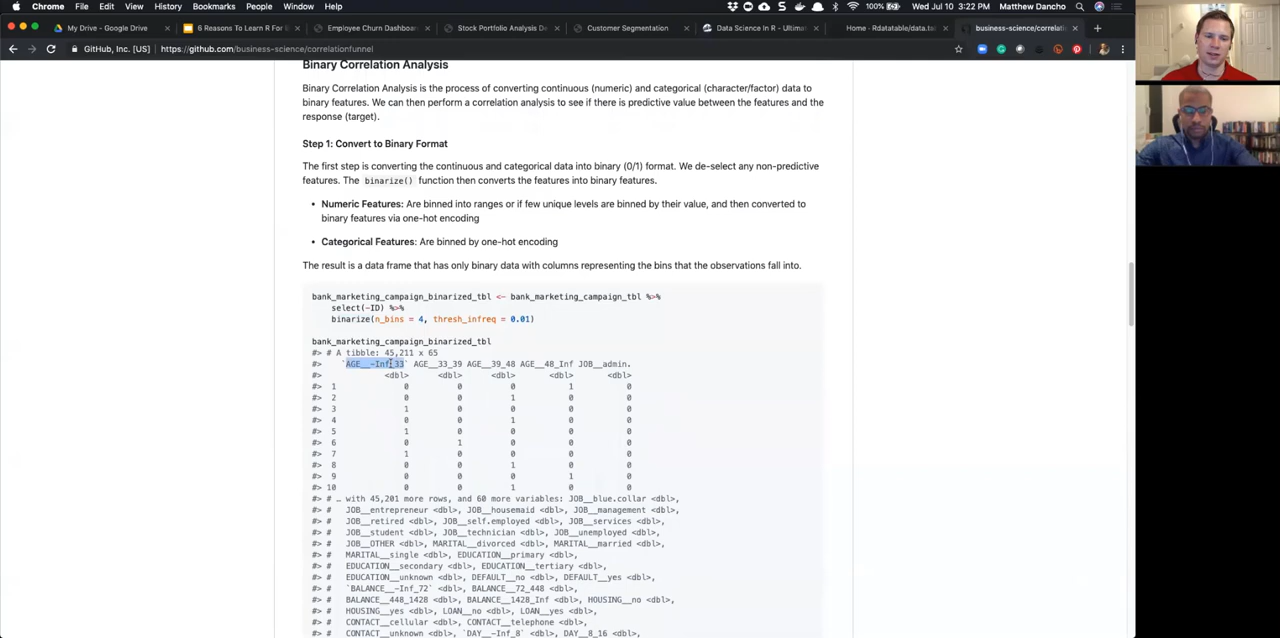 Chrome File Edit View History Bookmarks People Window Help 100% Wed Jul 10 3:22 PM Matthew Dancho
My Drive - Google Drive × 6 Reasons To Learn R For × Employee Churn Dashboard × Stock Portfolio Analysis D × Customer Segmentation × Data Science In R - Ultima × Home · Rdatatable/data.ta × business-science/correlatio × +
GitHub, Inc. [US] https://github.com/business-science/correlationfunnel
Binary Correlation Analysis
Binary Correlation Analysis is the process of converting continuous (numeric) and categorical (character/factor) data to
binary features. We can then perform a correlation analysis to see if there is predictive value between the features and the
response (target).
Step 1: Convert to Binary Format
The first step is converting the continuous and categorical data into binary (0/1) format. We de-select any non-predictive
features. The binarize() function then converts the features into binary features.
• Numeric Features: Are binned into ranges or if few unique levels are binned by their value, and then converted to
binary features via one-hot encoding
• Categorical Features: Are binned by one-hot encoding
The result is a data frame that has only binary data with columns representing the bins that the observations fall into.
bank_marketing_campaign_binarized_tbl <- bank_marketing_campaign_tbl %>%
select(-ID) %>%
binarize(n_bins = 4, thresh_infreq = 0.01)
bank_marketing_campaign_binarized_tbl
#> # A tibble: 45,211 x 65
#> `AGE__-Inf_33` AGE__33_39 AGE__39_48 AGE__48_Inf JOB__admin.
#> <dbl> <dbl> <dbl> <dbl> <dbl>
#> 1 0 0 0 1 0
#> 2 0 0 1 0 0
#> 3 1 0 0 0 0
#> 4 0 0 1 0 0
#> 5 1 0 0 0 0
#> 6 0 1 0 0 0
#> 7 1 0 0 0 0
#> 8 0 0 1 0 0
#> 9 0 0 0 1 0
#> 10 0 0 1 0 0
#> # … with 45,201 more rows, and 60 more variables: JOB__blue.collar <dbl>,
#> # JOB__entrepreneur <dbl>, JOB__housemaid <dbl>, JOB__management <dbl>,
#> # JOB__retired <dbl>, JOB__self.employed <dbl>, JOB__services <dbl>,
#> # JOB__student <dbl>, JOB__technician <dbl>, JOB__unemployed <dbl>,
#> # JOB__OTHER <dbl>, MARITAL__divorced <dbl>, MARITAL__married <dbl>,
#> # MARITAL__single <dbl>, EDUCATION__primary <dbl>,
#> # EDUCATION__secondary <dbl>, EDUCATION__tertiary <dbl>,
#> # EDUCATION__unknown <dbl>, DEFAULT__no <dbl>, DEFAULT__yes <dbl>,
#> # `BALANCE__-Inf_72` <dbl>, BALANCE__72_448 <dbl>,
#> # BALANCE__448_1428 <dbl>, BALANCE__1428_Inf <dbl>, HOUSING__no <dbl>,
#> # HOUSING__yes <dbl>, LOAN__no <dbl>, LOAN__yes <dbl>,
#> # CONTACT__cellular <dbl>, CONTACT__telephone <dbl>,
#> # CONTACT__unknown <dbl>, `DAY__-Inf_8` <dbl>, DAY__8_16 <dbl>,